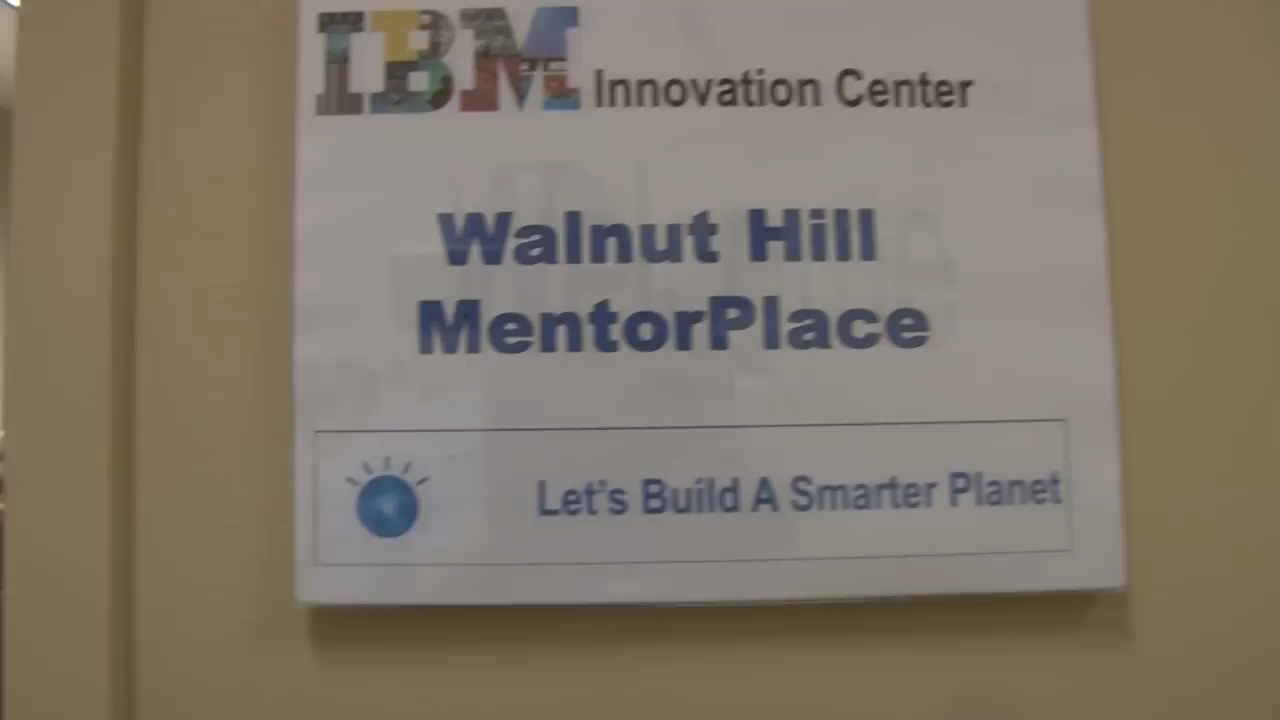 IBM Innovation Center
Walnut Hill
MentorPlace
Let's Build A Smarter Planet